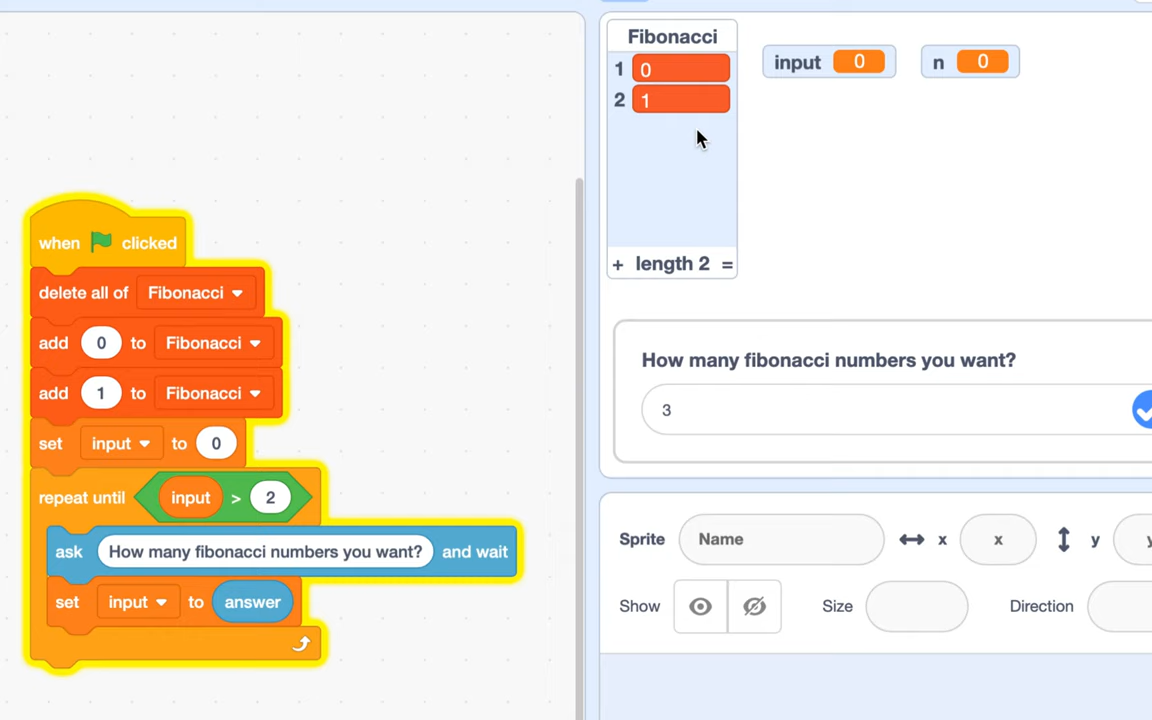 when clicked
delete all of Fibonacci
add 0 to Fibonacci
add 1 to Fibonacci
set input to 0
repeat until input > 2
ask How many fibonacci numbers you want? and wait
set input to answer
Fibonacci
1 0
2 1
+ length 2 =
input 0
n 0
How many fibonacci numbers you want?
3
Sprite Name x x y y
Show Size Direction